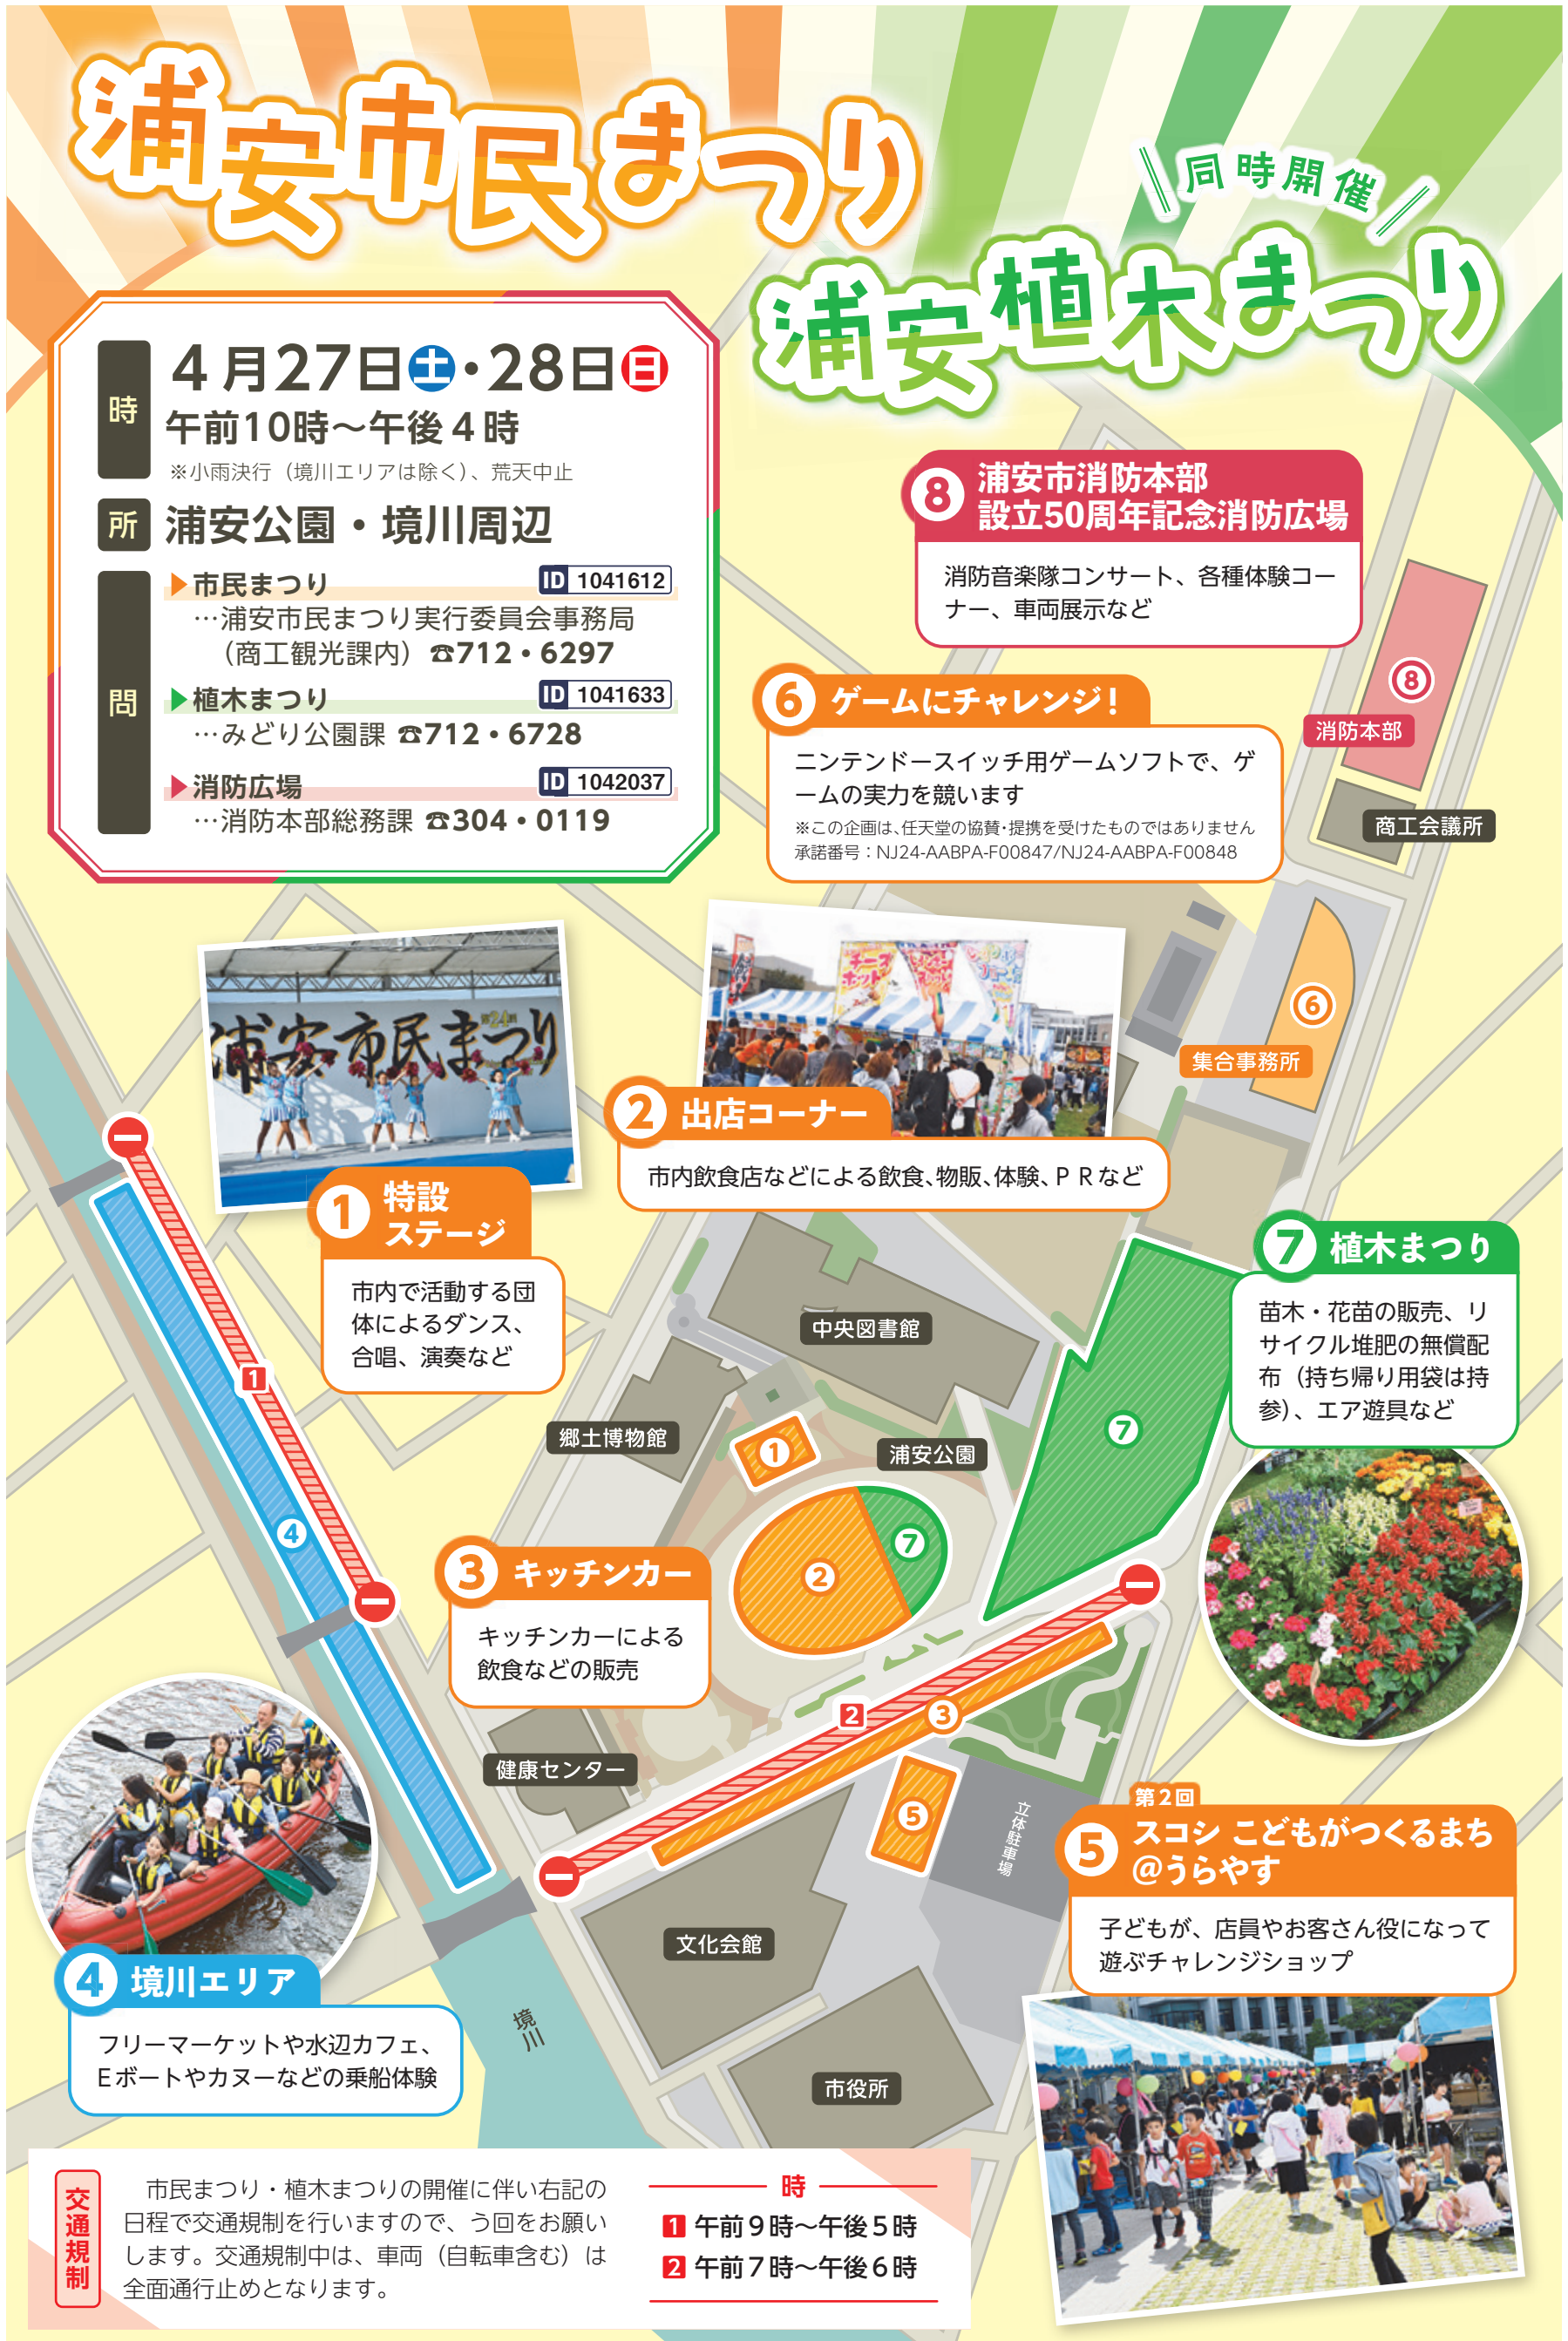 浦安市民まつり
同時開催
浦安植木まつり
時
4月27日土・28日日
午前10時〜午後4時
※小雨決行（境川エリアは除く）、荒天中止
所
浦安公園・境川周辺
問
▶市民まつり ID 1041612
…浦安市民まつり実行委員会事務局
（商工観光課内）☎712・6297
▶植木まつり ID 1041633
…みどり公園課 ☎712・6728
▶消防広場 ID 1042037
…消防本部総務課 ☎304・0119
8 浦安市消防本部
設立50周年記念消防広場
消防音楽隊コンサート、各種体験コー
ナー、車両展示など
8
消防本部
商工会議所
6 ゲームにチャレンジ！
ニンテンドースイッチ用ゲームソフトで、ゲ
ームの実力を競います
※この企画は、任天堂の協賛・提携を受けたものではありません
承諾番号：NJ24-AABPA-F00847/NJ24-AABPA-F00848
6
集合事務所
第24回
浦安市民まつり
チーズ
ホットク
1 特設
ステージ
市内で活動する団
体によるダンス、
合唱、演奏など
2 出店コーナー
市内飲食店などによる飲食、物販、体験、PRなど
7 植木まつり
苗木・花苗の販売、リ
サイクル堆肥の無償配
布（持ち帰り用袋は持
参）、エア遊具など
中央図書館
郷土博物館
浦安公園
1
7
1
4
2
7
3 キッチンカー
キッチンカーによる
飲食などの販売
2
3
健康センター
5
立体駐車場
第2回
5 スコシ こどもがつくるまち
＠うらやす
子どもが、店員やお客さん役になって
遊ぶチャレンジショップ
文化会館
4 境川エリア
フリーマーケットや水辺カフェ、
Eボートやカヌーなどの乗船体験
境川
市役所
交通規制
市民まつり・植木まつりの開催に伴い右記の
日程で交通規制を行いますので、う回をお願い
します。交通規制中は、車両（自転車含む）は
全面通行止めとなります。
時
1 午前9時〜午後5時
2 午前7時〜午後6時